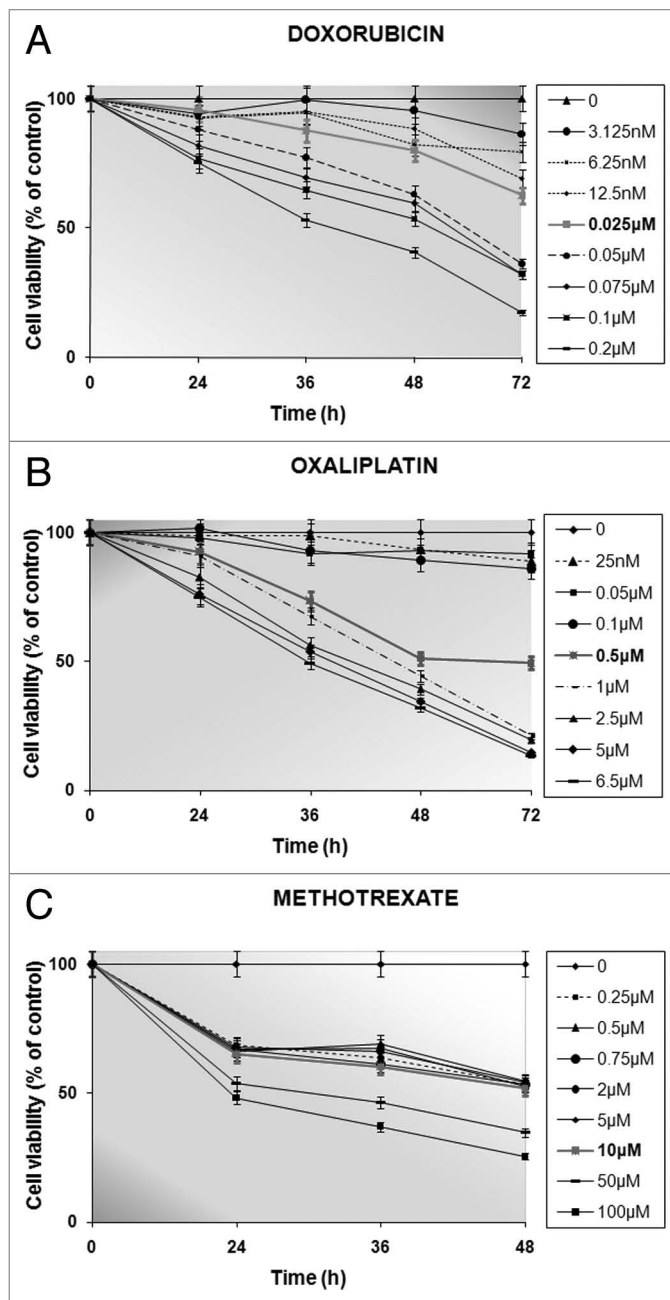 A
DOXORUBICIN
Cell viability (% of control)
100
50
0
0 24 36 48 72
Time (h)
0
3.125nM
6.25nM
12.5nM
0.025µM
0.05µM
0.075µM
0.1µM
0.2µM
B
OXALIPLATIN
Cell viability (% of control)
100
50
0
0 24 36 48 72
Time (h)
0
25nM
0.05µM
0.1µM
0.5µM
1µM
2.5µM
5µM
6.5µM
C
METHOTREXATE
Cell viability (% of control)
100
50
0
0 24 36 48
Time (h)
0
0.25µM
0.5µM
0.75µM
2µM
5µM
10µM
50µM
100µM